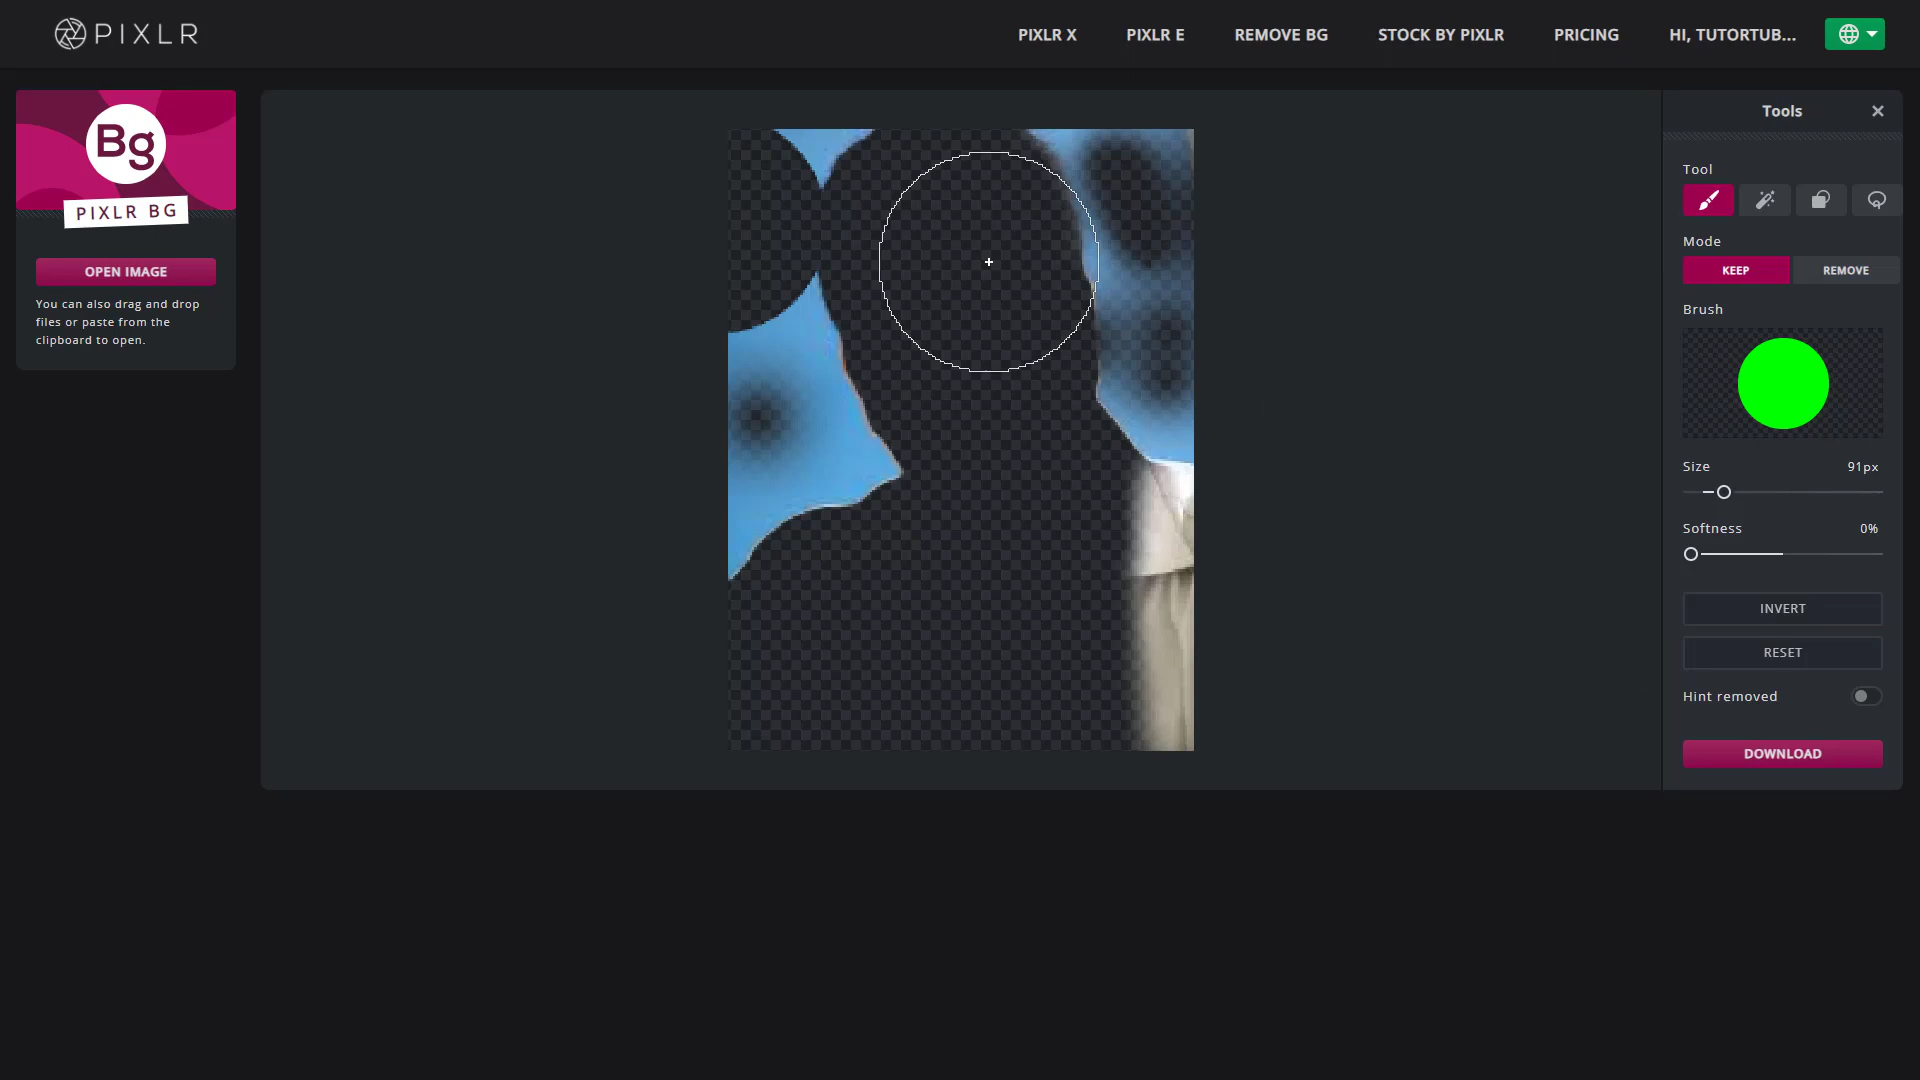 PIXLR
PIXLR X
PIXLR E
REMOVE BG
STOCK BY PIXLR
PRICING
HI, TUTORTUB...
Bg
PIXLR BG
OPEN IMAGE
You can also drag and drop
files or paste from the
clipboard to open.
Tools
Tool
Mode
KEEP
REMOVE
Brush
Size
91px
Softness
0%
INVERT
RESET
Hint removed
DOWNLOAD